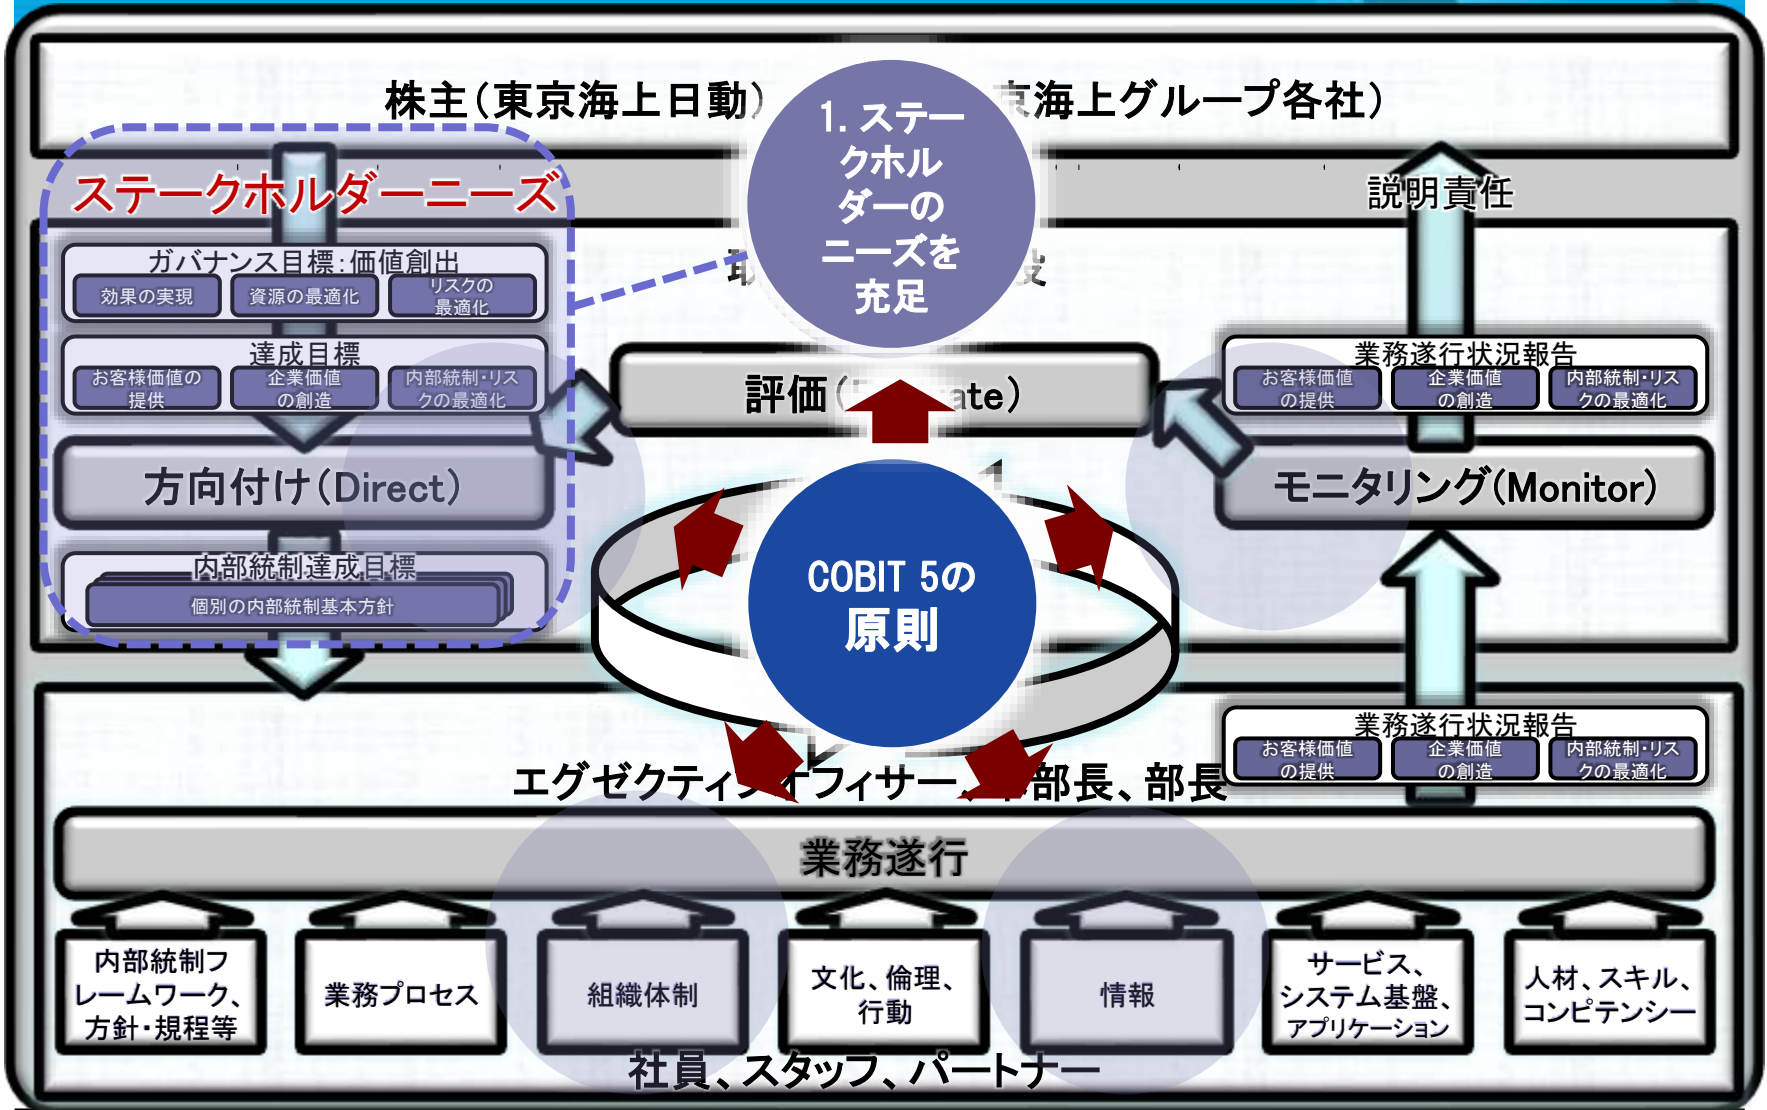 株主(東京海上日動)
海上グループ各社)
1. ステー
クホル
ダーの
ニーズを
充足
ステークホルダーニーズ
説明責任
ガバナンス目標:価値創出
効果の実現
資源の最適化
リスクの
最適化
達成目標
お客様価値の
提供
企業価値
の創造
内部統制・リス
クの最適化
評価(
ate)
業務遂行状況報告
お客様価値
の提供
企業価値
の創造
内部統制・リス
クの最適化
方向付け(Direct)
モニタリング(Monitor)
内部統制達成目標
個別の内部統制基本方針
COBIT 5の
原則
業務遂行状況報告
お客様価値
の提供
企業価値
の創造
内部統制・リス
クの最適化
エグゼクティブオフィサー、本部長、部長
業務遂行
内部統制フ
レームワーク、
方針・規程等
業務プロセス
組織体制
文化、倫理、
行動
情報
サービス、
システム基盤、
アプリケーション
人材、スキル、
コンピテンシー
社員、スタッフ、パートナー